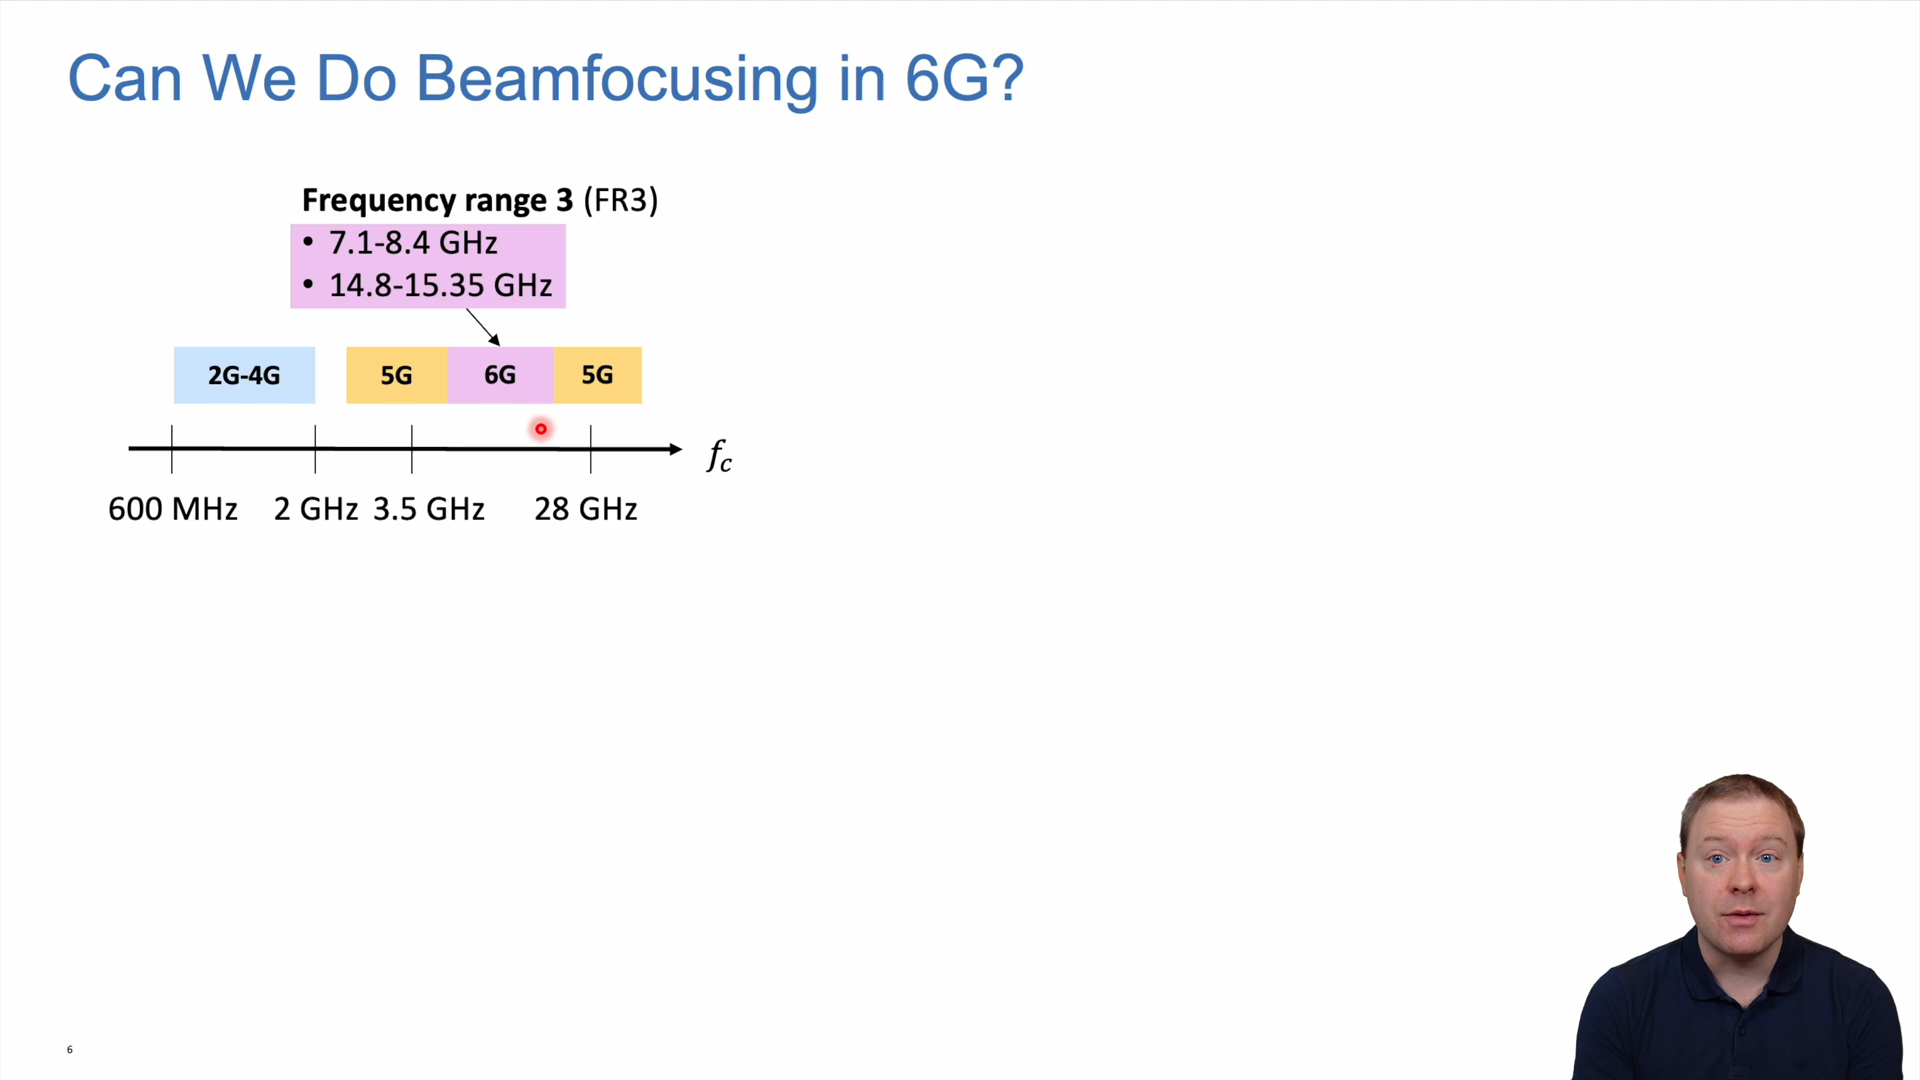 Can We Do Beamfocusing in 6G?
Frequency range 3 (FR3)
• 7.1-8.4 GHz
• 14.8-15.35 GHz
2G-4G 5G 6G 5G
f_c
600 MHz 2 GHz 3.5 GHz 28 GHz
6